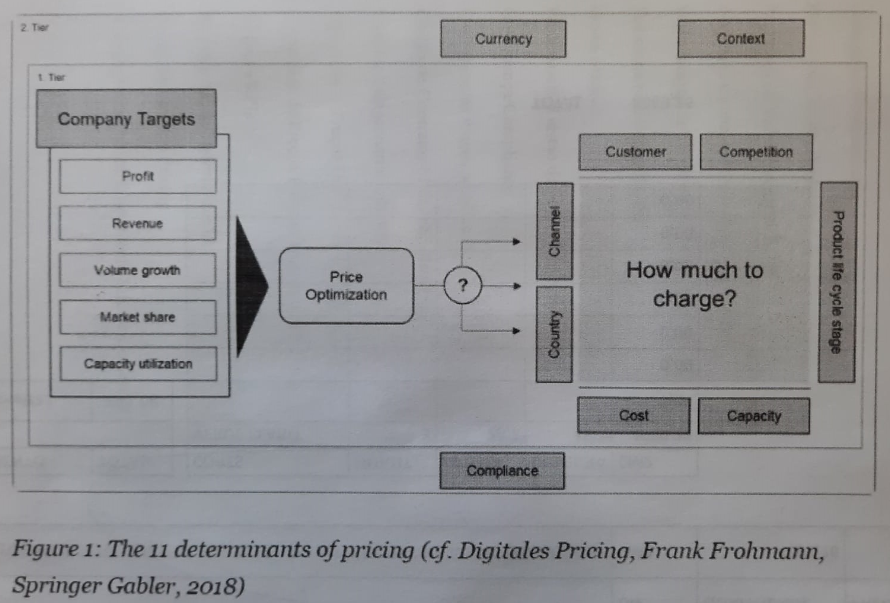 2. Tier
Currency
Context
1. Tier
Company Targets
Profit
Revenue
Volume growth
Market share
Capacity utilization
Price
Optimization
?
Customer
Competition
Channel
Country
How much to
charge?
Product life cycle stage
Cost
Capacity
Compliance
Figure 1: The 11 determinants of pricing (cf. Digitales Pricing, Frank Frohmann,
Springer Gabler, 2018)